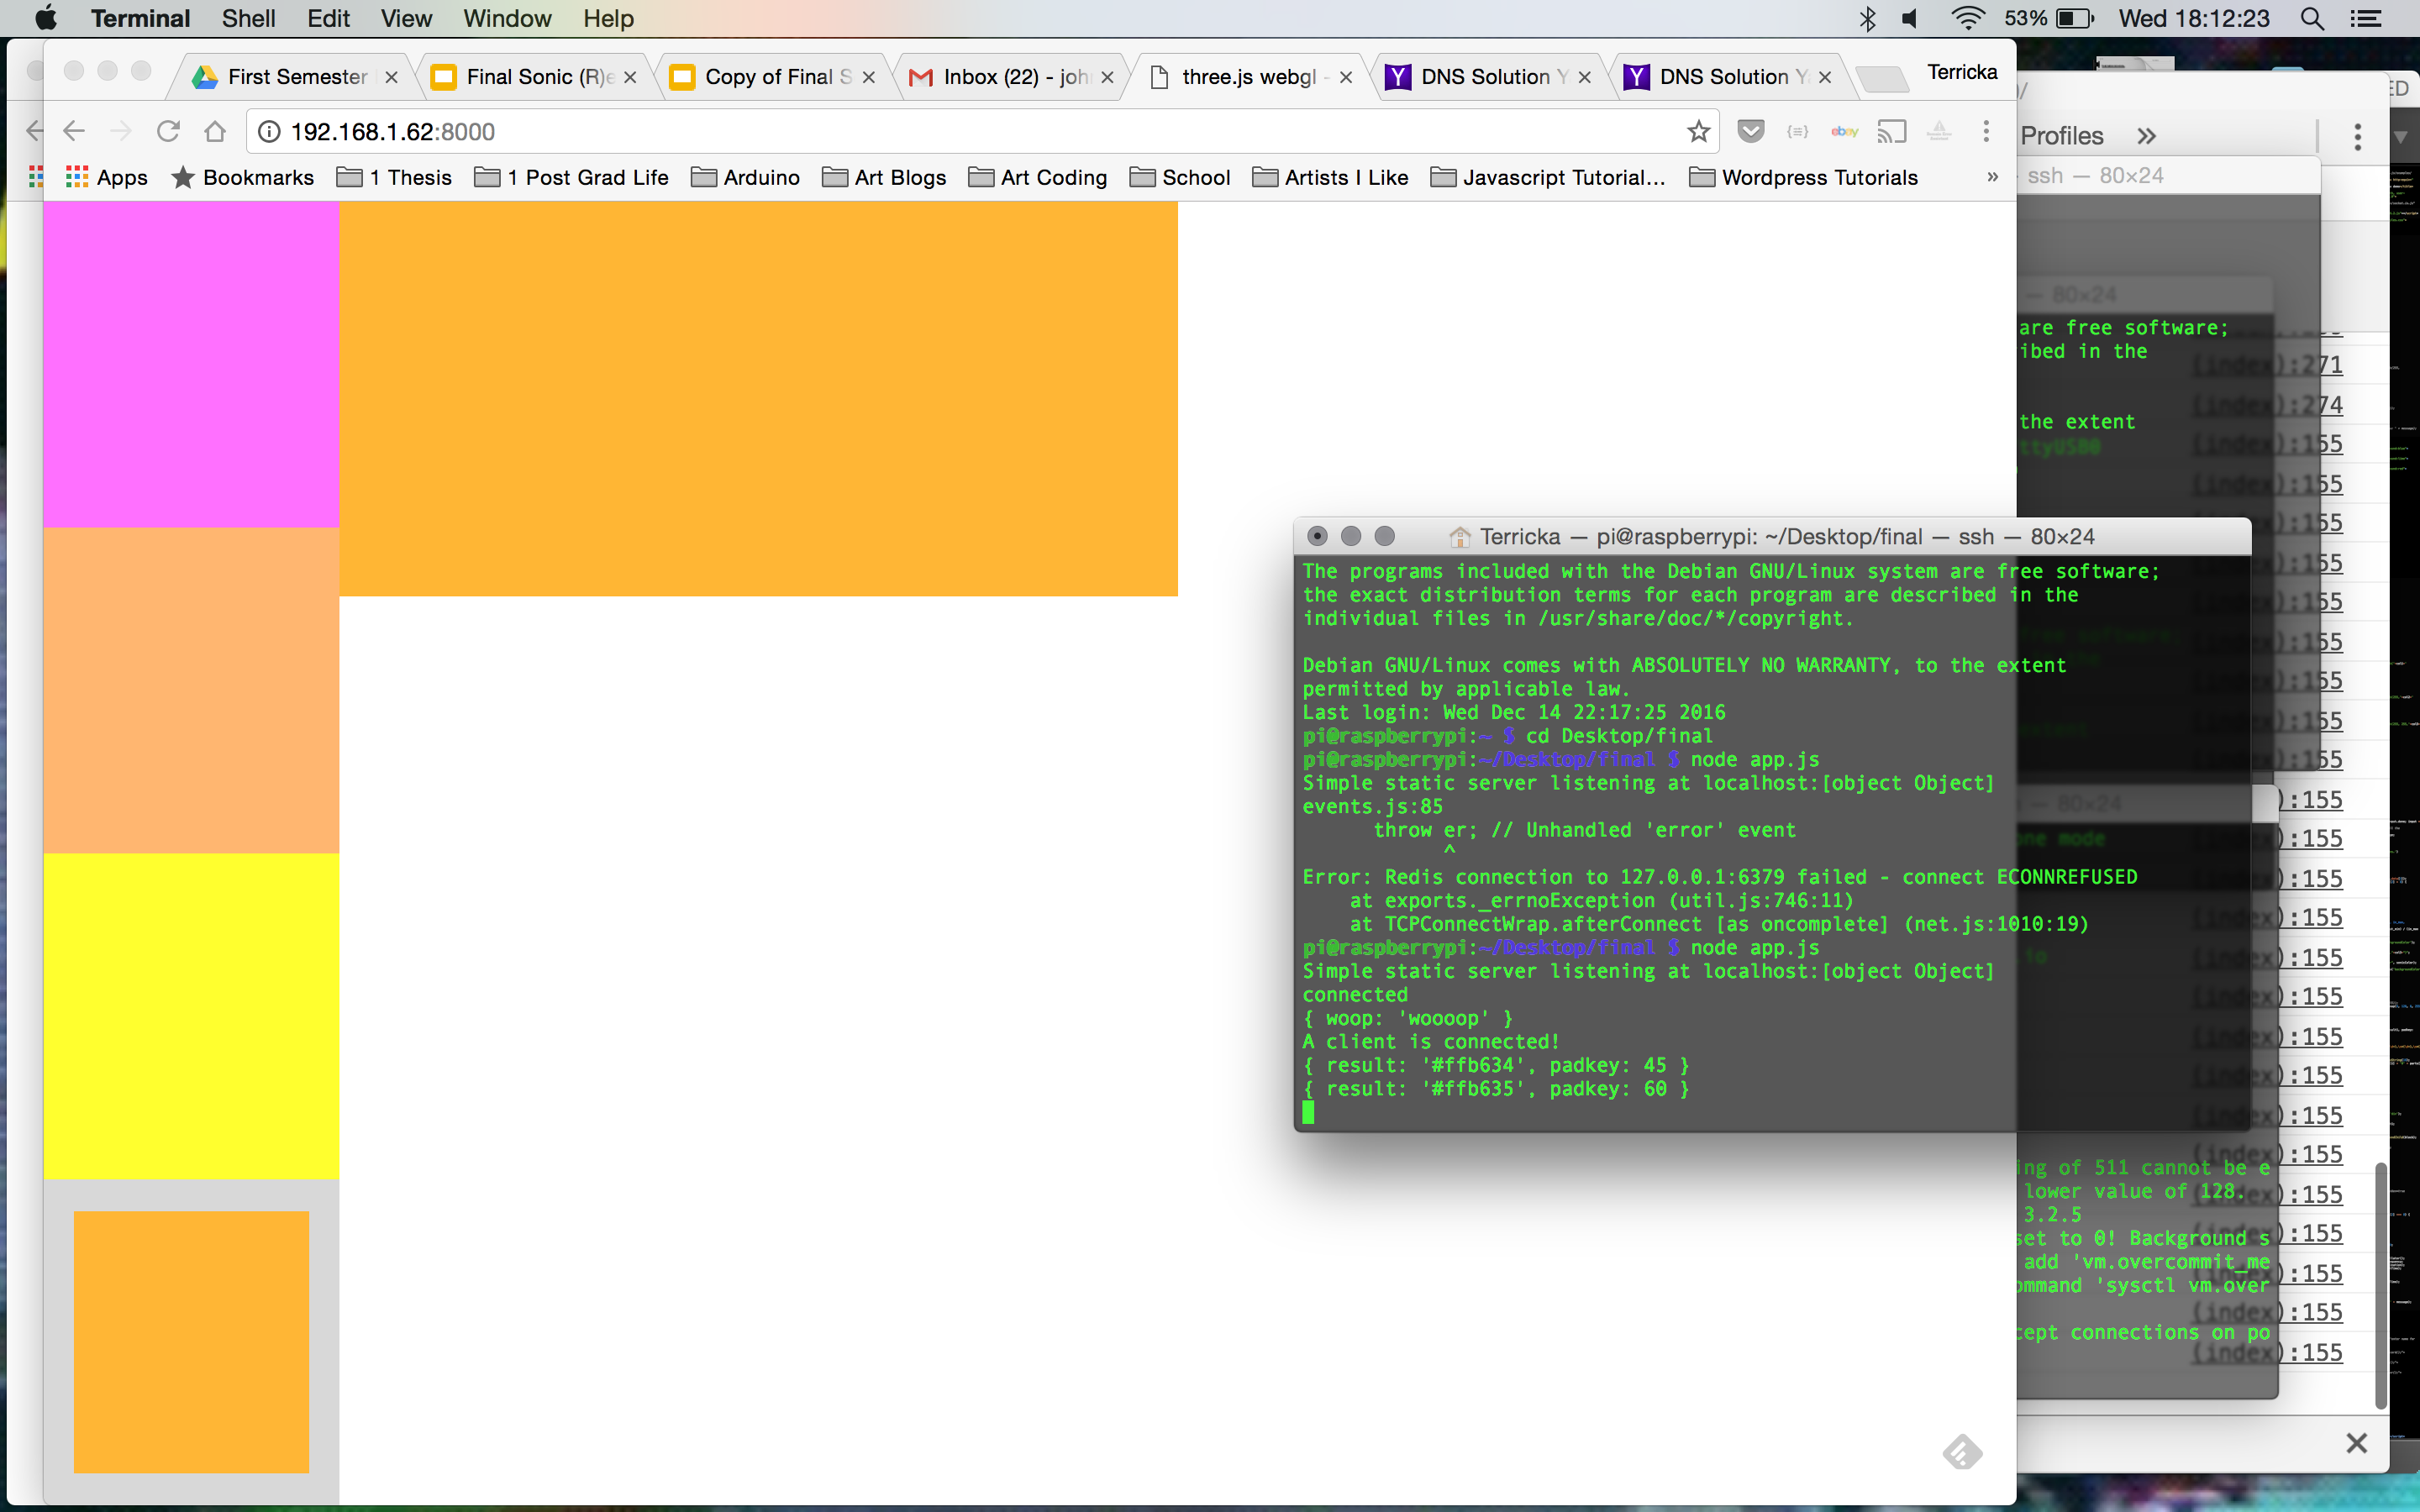 Terminal Shell Edit View Window Help 53% Wed 18:12:23
First Semester Final Sonic (R)e Copy of Final S Inbox (22) - joh three.js webgl - DNS Solution Y DNS Solution Y Terricka
192.168.1.62:8000 ebay
Apps Bookmarks 1 Thesis 1 Post Grad Life Arduino Art Blogs Art Coding School Artists I Like Javascript Tutorial... Wordpress Tutorials »
Terricka — pi@raspberrypi: ~/Desktop/final — ssh — 80×24
The programs included with the Debian GNU/Linux system are free software;
the exact distribution terms for each program are described in the
individual files in /usr/share/doc/*/copyright.
Debian GNU/Linux comes with ABSOLUTELY NO WARRANTY, to the extent
permitted by applicable law.
Last login: Wed Dec 14 22:17:25 2016
pi@raspberrypi:~ $ cd Desktop/final
pi@raspberrypi:~/Desktop/final $ node app.js
Simple static server listening at localhost:[object Object]
events.js:85
throw er; // Unhandled 'error' event
^
Error: Redis connection to 127.0.0.1:6379 failed - connect ECONNREFUSED
at exports._errnoException (util.js:746:11)
at TCPConnectWrap.afterConnect [as oncomplete] (net.js:1010:19)
pi@raspberrypi:~/Desktop/final $ node app.js
Simple static server listening at localhost:[object Object]
connected
{ woop: 'woooop' }
A client is connected!
{ result: '#ffb634', padkey: 45 }
{ result: '#ffb635', padkey: 60 }
ED
Profiles »
ssh — 80×24
— 80×24
are free software;
ibed in the
(index):271
(index):274
the extent
ttyUSB0
(index):155
(index):155
(index):155
(index):155
(index):155
(index):155
(index):155
(index):155
(index):155
— 80×24
):155
one mode
):155
(index):155
(index):155
.io
(index):155
(index):155
(index):155
(index):155
(index):155
(index):155
ing of 511 cannot be e
lower value of 128.
(index):155
3.2.5
(index):155
set to 0! Background s
add 'vm.overcommit_me
(index):155
ommand 'sysctl vm.over
(index):155
cept connections on po
(index):155